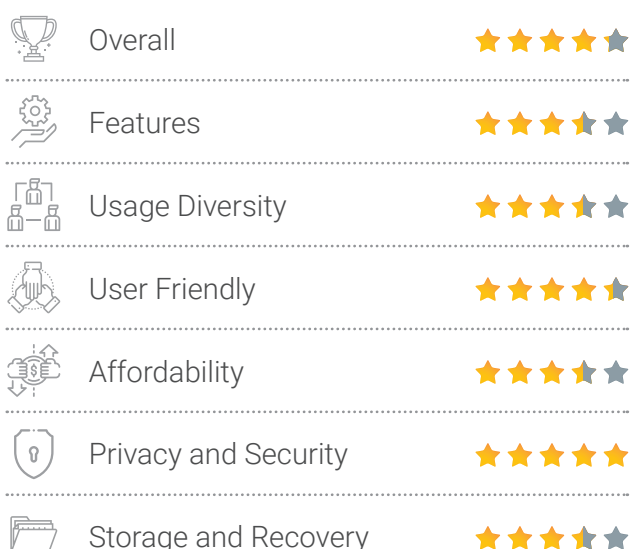 Overall
Features
Usage Diversity
User Friendly
Affordability
Privacy and Security
Storage and Recovery